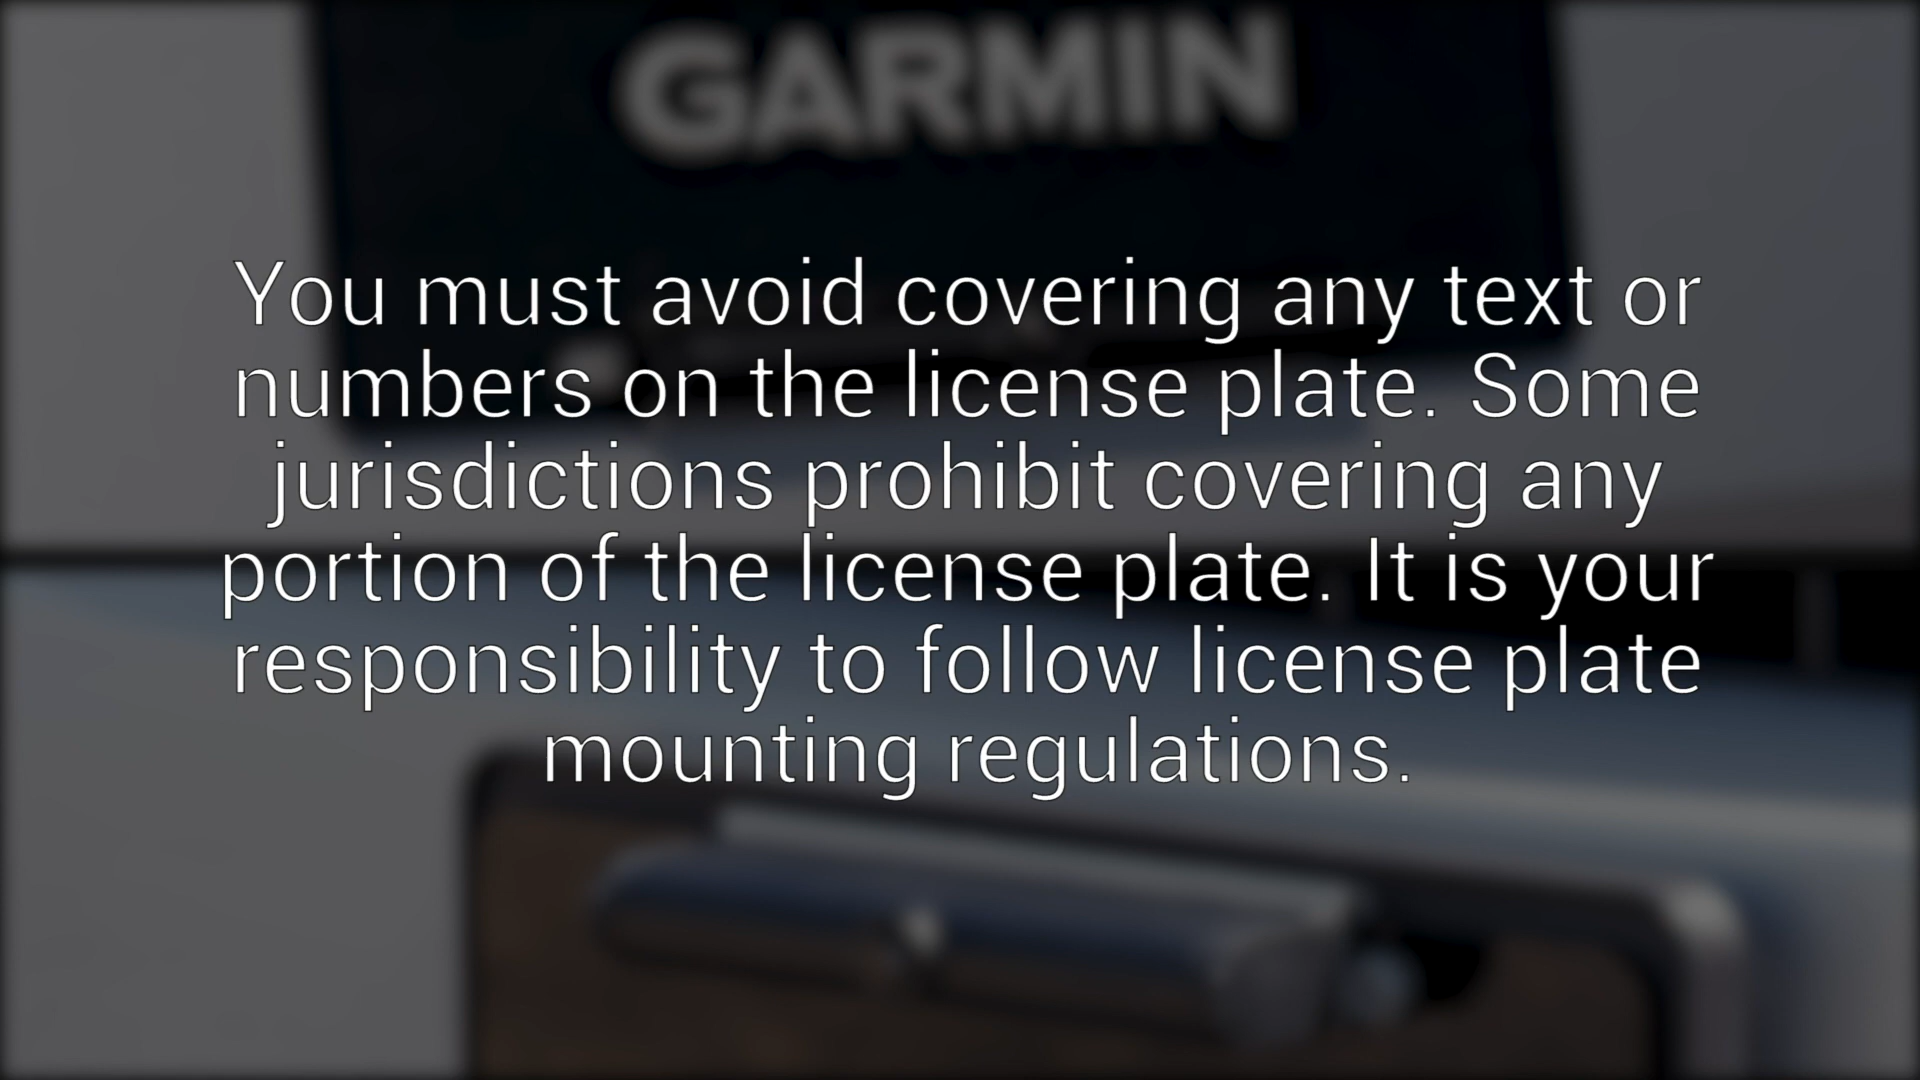 GARMIN
You must avoid covering any text or
numbers on the license plate. Some
jurisdictions prohibit covering any
portion of the license plate. It is your
responsibility to follow license plate
mounting regulations.